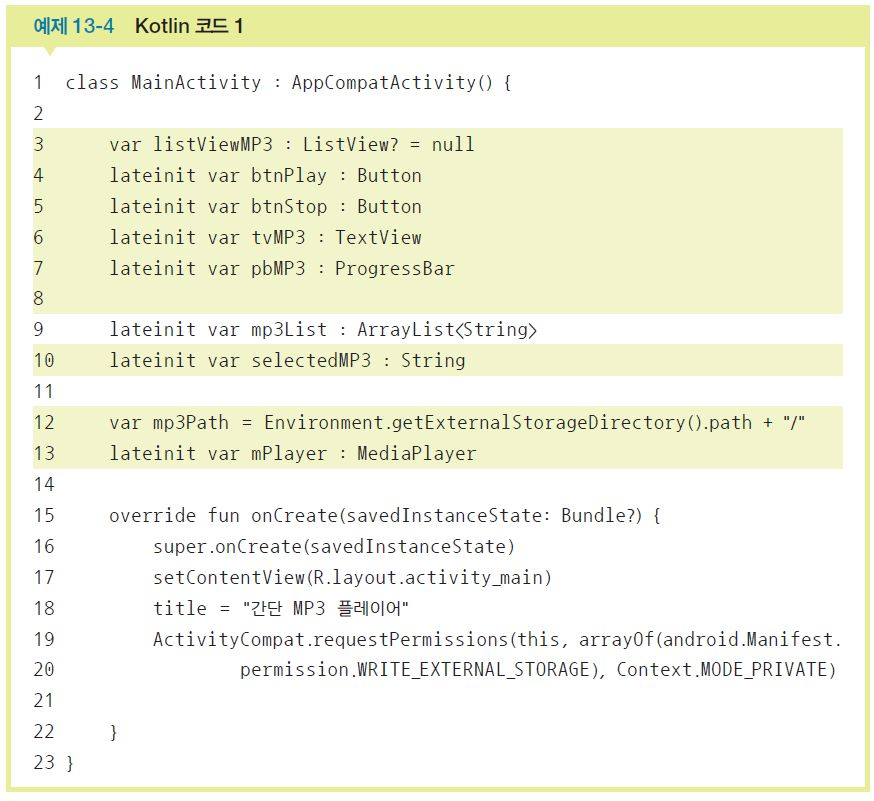 예제 13-4 Kotlin 코드 1
1 class MainActivity : AppCompatActivity() {
2
3     var listViewMP3 : ListView? = null
4     lateinit var btnPlay : Button
5     lateinit var btnStop : Button
6     lateinit var tvMP3 : TextView
7     lateinit var pbMP3 : ProgressBar
8
9     lateinit var mp3List : ArrayList<String>
10     lateinit var selectedMP3 : String
11
12     var mp3Path = Environment.getExternalStorageDirectory().path + "/"
13     lateinit var mPlayer : MediaPlayer
14
15     override fun onCreate(savedInstanceState: Bundle?) {
16         super.onCreate(savedInstanceState)
17         setContentView(R.layout.activity_main)
18         title = "간단 MP3 플레이어"
19         ActivityCompat.requestPermissions(this, arrayOf(android.Manifest.
20                 permission.WRITE_EXTERNAL_STORAGE), Context.MODE_PRIVATE)
21
22     }
23 }